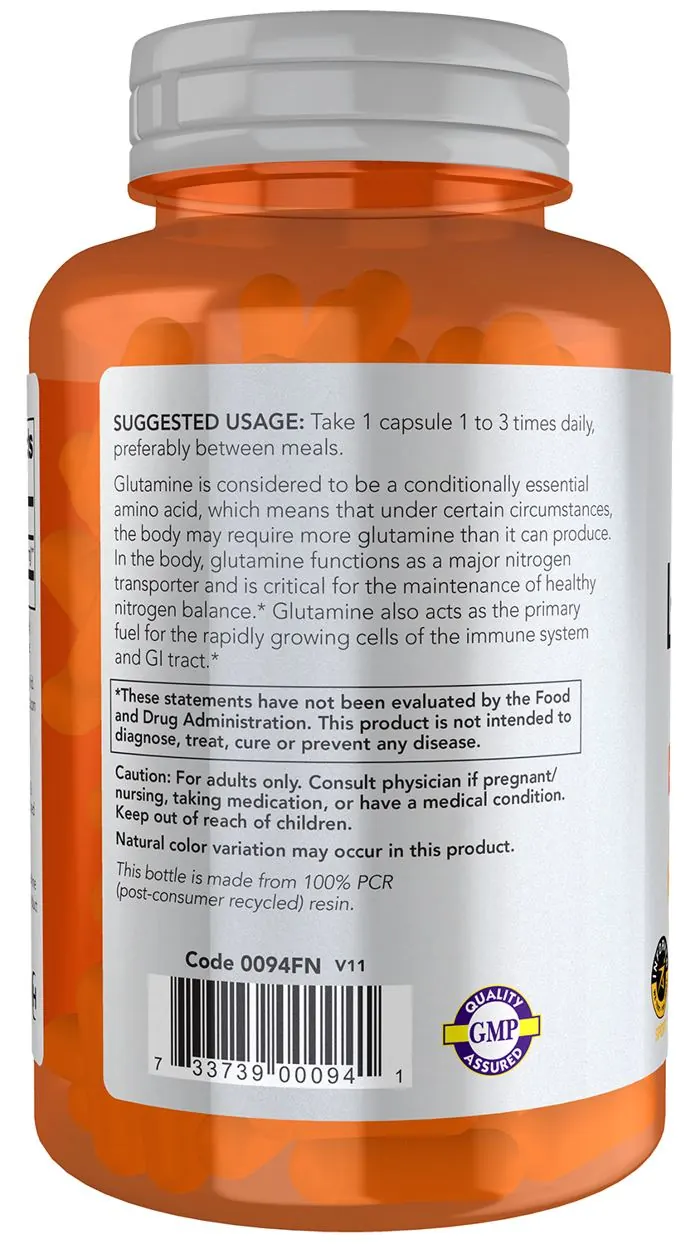 SUGGESTED USAGE: Take 1 capsule 1 to 3 times daily,
preferably between meals.
Glutamine is considered to be a conditionally essential
amino acid, which means that under certain circumstances,
the body may require more glutamine than it can produce.
In the body, glutamine functions as a major nitrogen
transporter and is critical for the maintenance of healthy
nitrogen balance.* Glutamine also acts as the primary
fuel for the rapidly growing cells of the immune system
and GI tract.*
*These statements have not been evaluated by the Food
and Drug Administration. This product is not intended to
diagnose, treat, cure or prevent any disease.
Caution: For adults only. Consult physician if pregnant/
nursing, taking medication, or have a medical condition.
Keep out of reach of children.
Natural color variation may occur in this product.
This bottle is made from 100% PCR
(post-consumer recycled) resin.
Code 0094FN V11
7 33739 00094 1
QUALITY
GMP
ASSURED